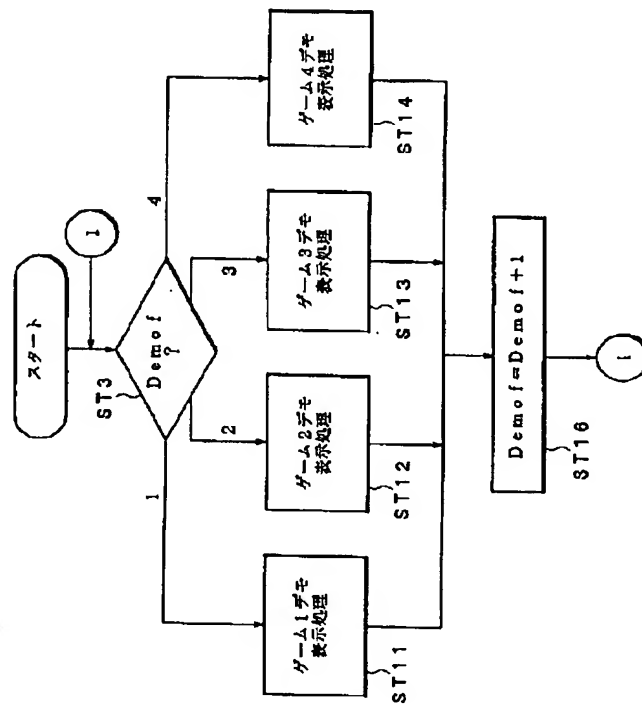 スタート
1
ST3
Demof
?
1
2
3
4
ゲーム1デモ
表示処理
ST11
ゲーム2デモ
表示処理
ST12
ゲーム3デモ
表示処理
ST13
ゲーム4デモ
表示処理
ST14
Demof=Demof+1
ST16
1